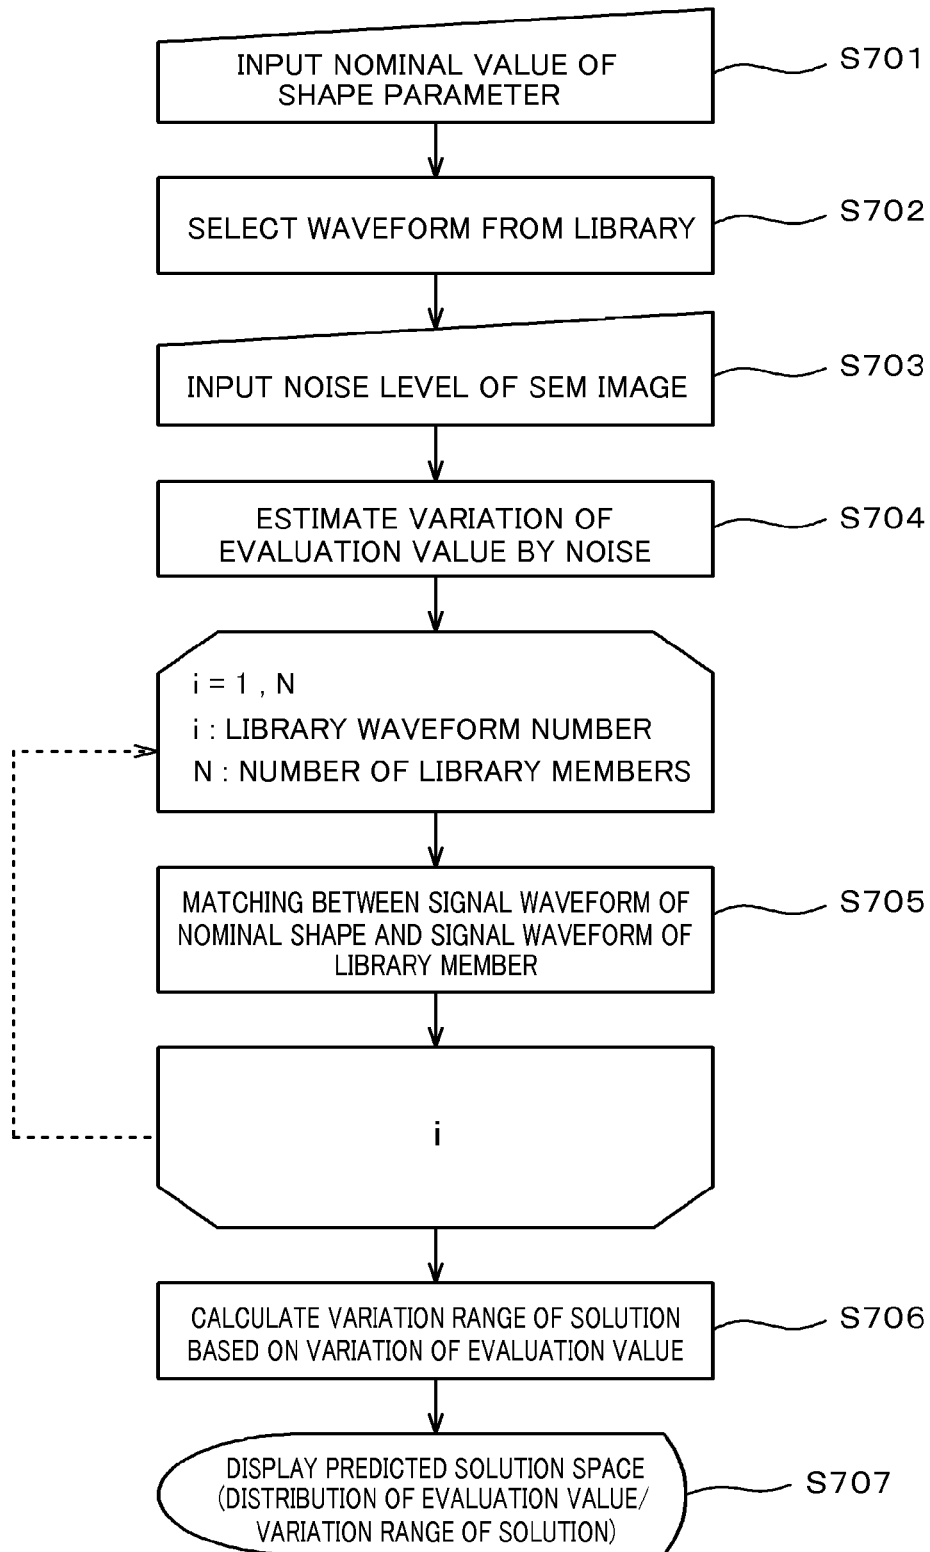 INPUT NOMINAL VALUE OF
SHAPE PARAMETER
S701
SELECT WAVEFORM FROM LIBRARY
S702
INPUT NOISE LEVEL OF SEM IMAGE
S703
ESTIMATE VARIATION OF
EVALUATION VALUE BY NOISE
S704
i = 1 , N
i : LIBRARY WAVEFORM NUMBER
N : NUMBER OF LIBRARY MEMBERS
MATCHING BETWEEN SIGNAL WAVEFORM OF
NOMINAL SHAPE AND SIGNAL WAVEFORM OF
LIBRARY MEMBER
S705
i
CALCULATE VARIATION RANGE OF SOLUTION
BASED ON VARIATION OF EVALUATION VALUE
S706
DISPLAY PREDICTED SOLUTION SPACE
(DISTRIBUTION OF EVALUATION VALUE/
VARIATION RANGE OF SOLUTION)
S707